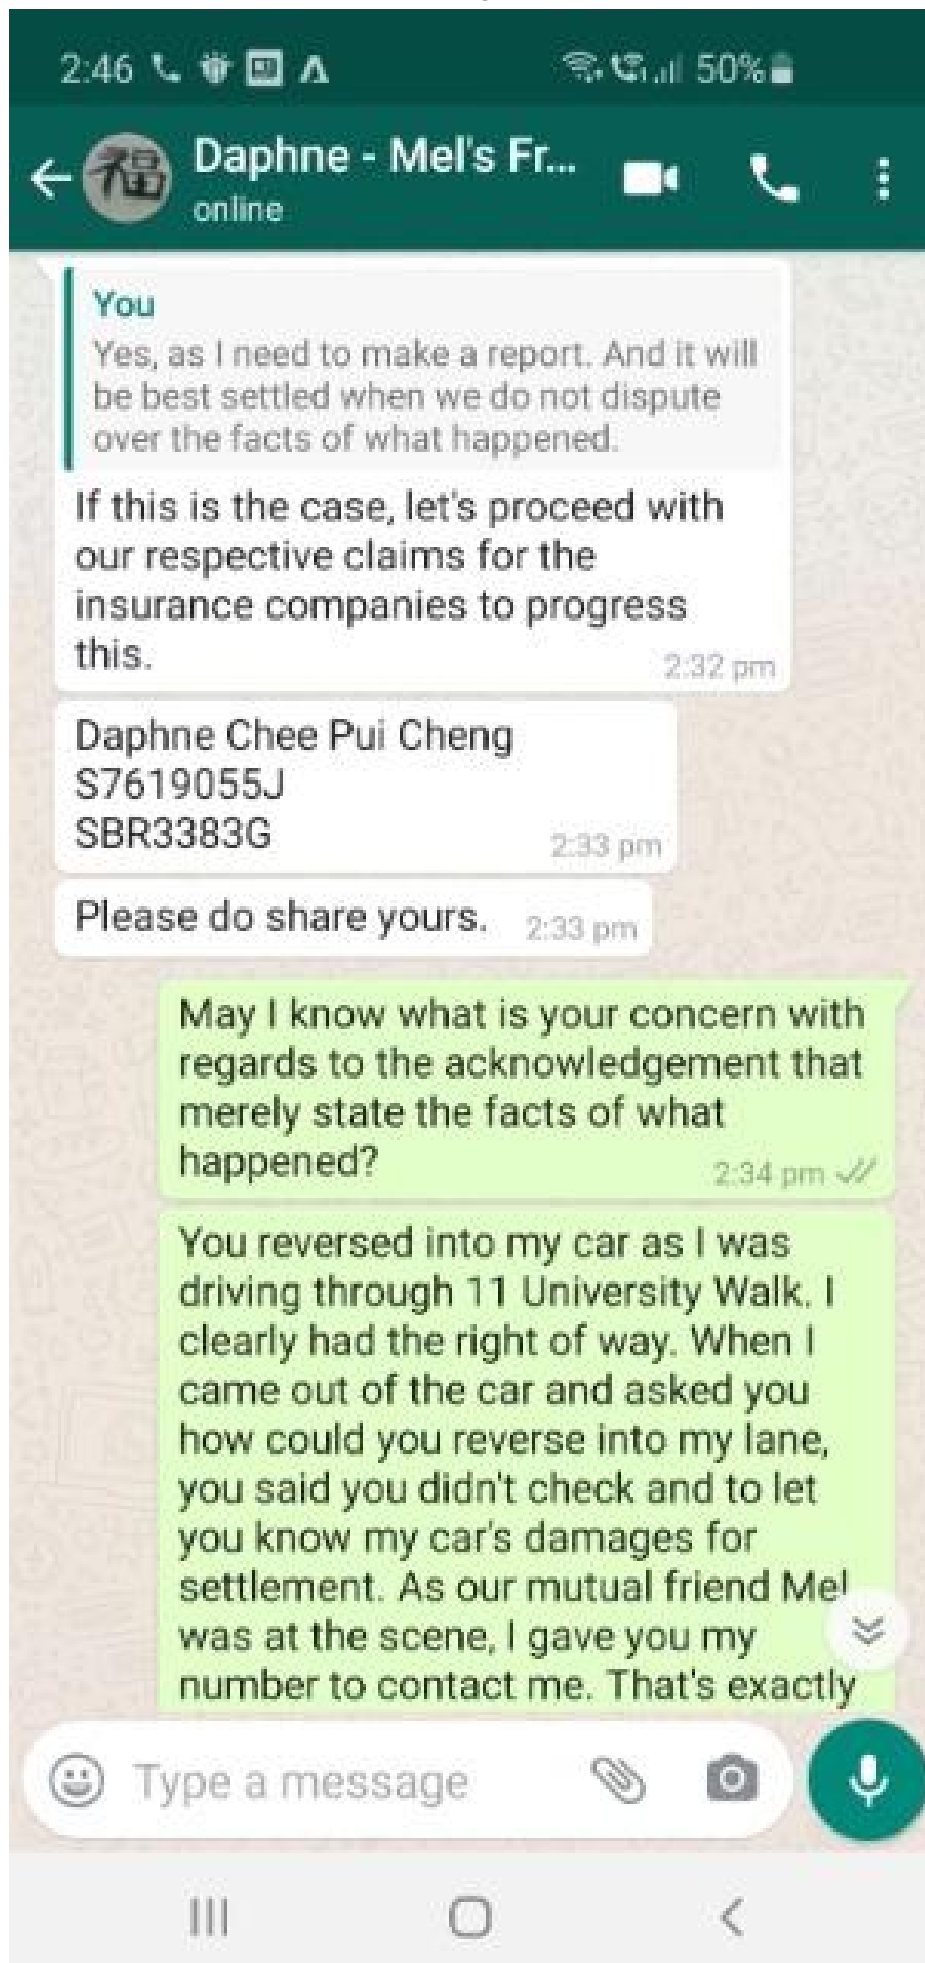 2:46 50%
福 Daphne - Mel's Fr...
online
You
Yes, as I need to make a report. And it will
be best settled when we do not dispute
over the facts of what happened.
If this is the case, let's proceed with
our respective claims for the
insurance companies to progress
this. 2:32 pm
Daphne Chee Pui Cheng
S7619055J
SBR3383G 2:33 pm
Please do share yours. 2:33 pm
May I know what is your concern with
regards to the acknowledgement that
merely state the facts of what
happened? 2:34 pm
You reversed into my car as I was
driving through 11 University Walk. I
clearly had the right of way. When I
came out of the car and asked you
how could you reverse into my lane,
you said you didn't check and to let
you know my car's damages for
settlement. As our mutual friend Mel
was at the scene, I gave you my
number to contact me. That's exactly
Type a message